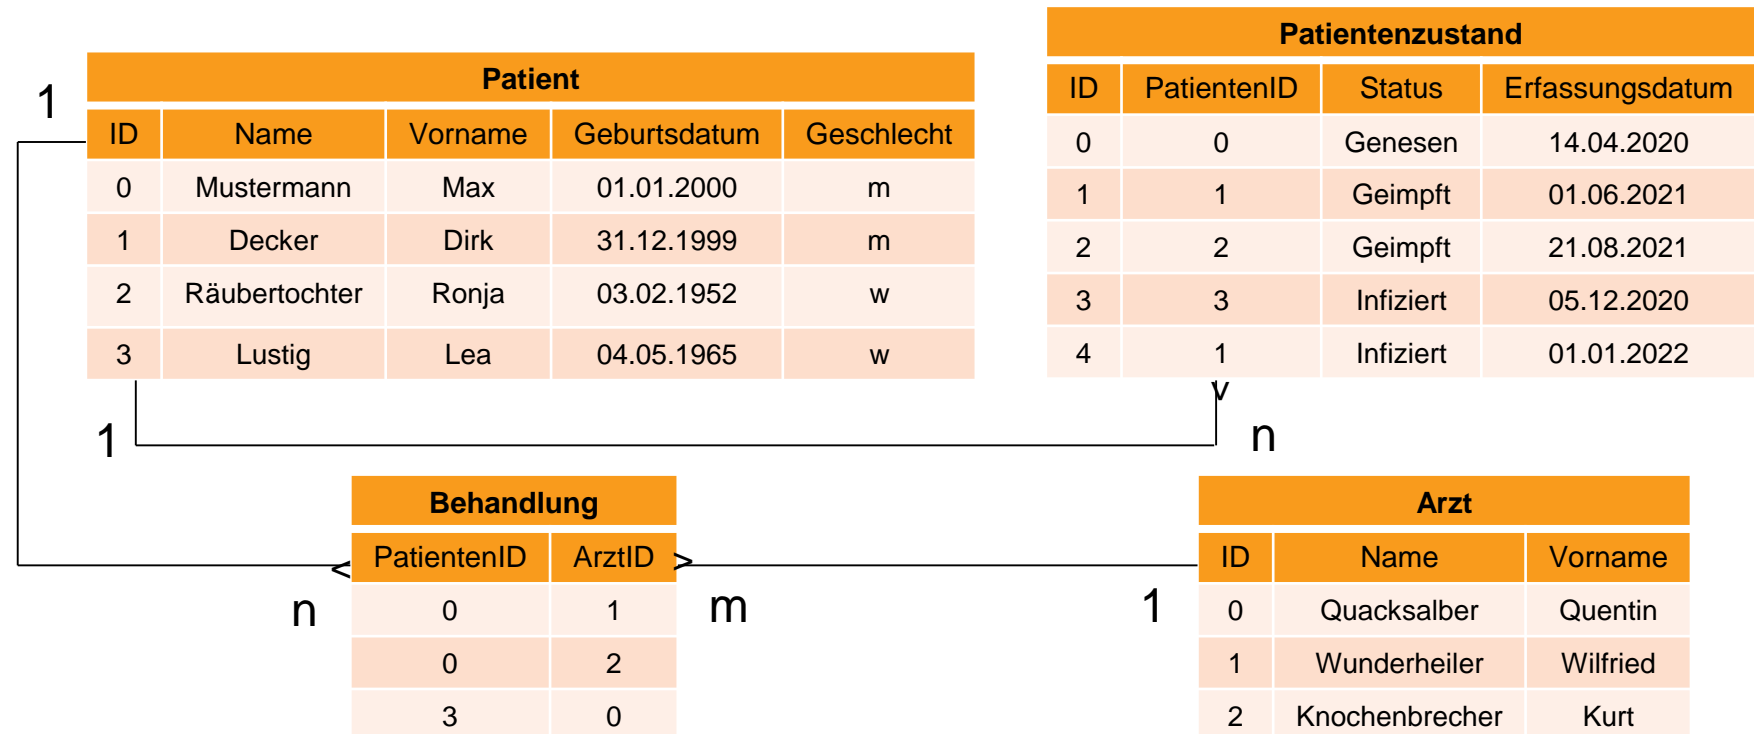 Patient
ID Name Vorname Geburtsdatum Geschlecht
0 Mustermann Max 01.01.2000 m
1 Decker Dirk 31.12.1999 m
2 Räubertochter Ronja 03.02.1952 w
3 Lustig Lea 04.05.1965 w
Patientenzustand
ID PatientenID Status Erfassungsdatum
0 0 Genesen 14.04.2020
1 1 Geimpft 01.06.2021
2 2 Geimpft 21.08.2021
3 3 Infiziert 05.12.2020
4 1 Infiziert 01.01.2022
1
1
n
Behandlung
PatientenID ArztID
0 1
0 2
3 0
n
m
1
Arzt
ID Name Vorname
0 Quacksalber Quentin
1 Wunderheiler Wilfried
2 Knochenbrecher Kurt